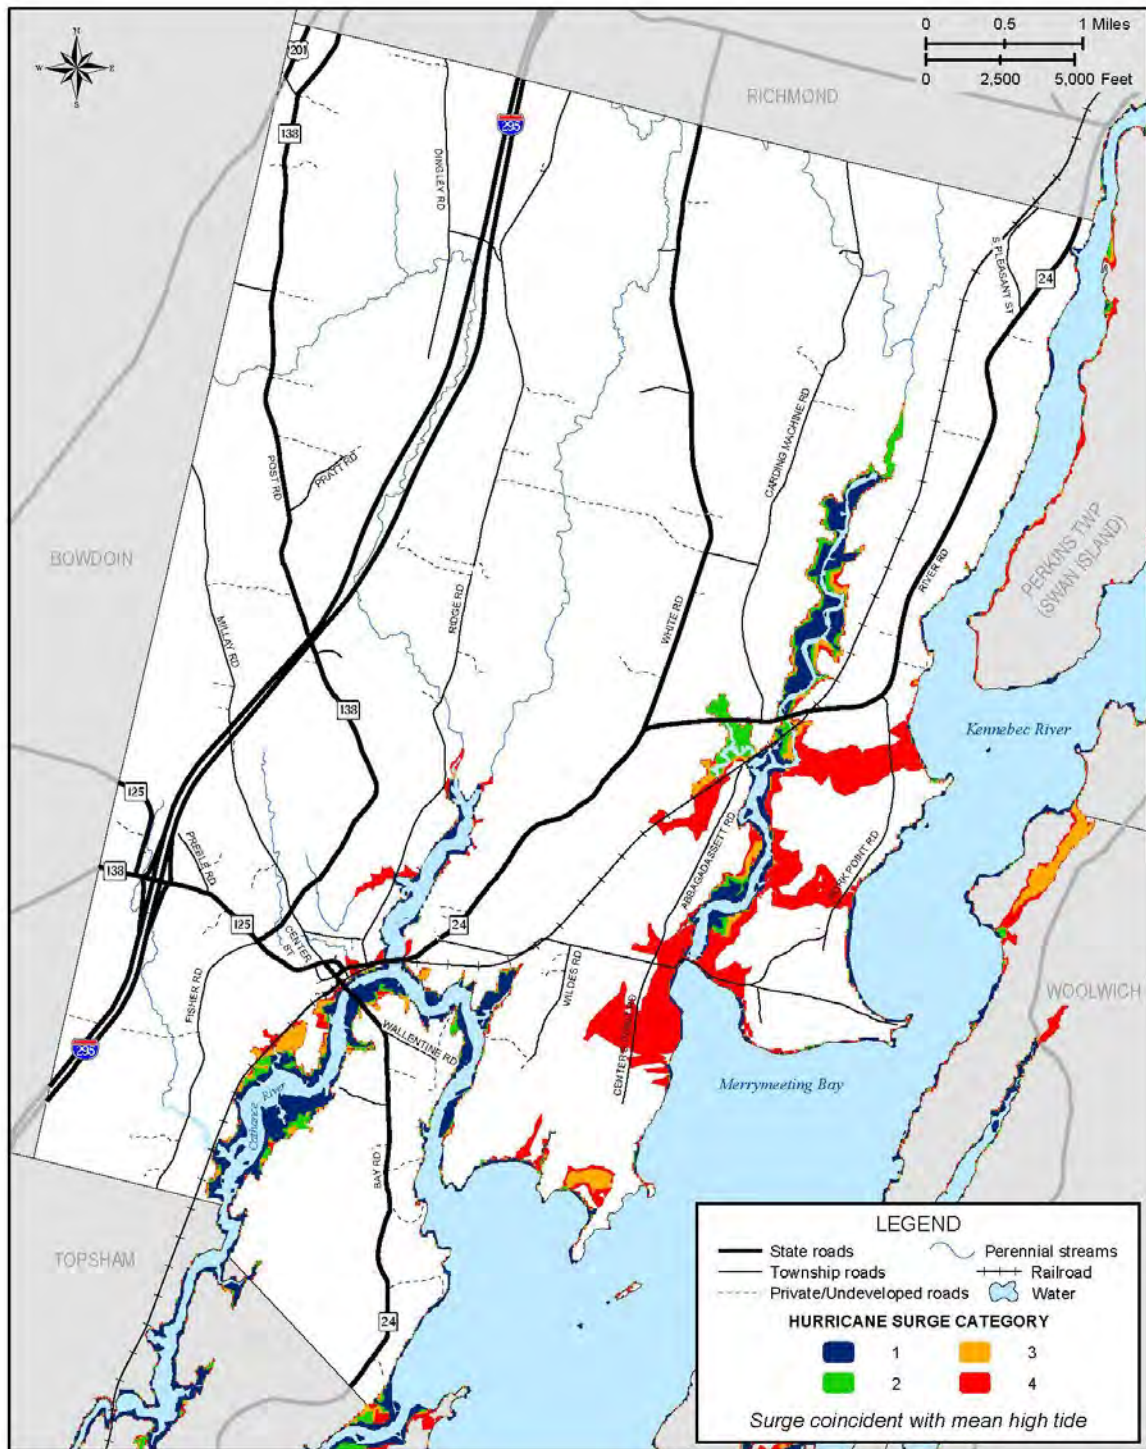 N
W E
S
0 0.5 1 Miles
0 2,500 5,000 Feet
RICHMOND
201
295
138
DINGLEY RD
S PLEASANT ST
24
CARDING MACHINE RD
POST RD
PRATT RD
BOWDOIN
PERKINS TWP
(SWAN ISLAND)
RIVER RD
MILLAY RD
RIDGE RD
WHITE RD
138
Kennebec River
125
PREBLE RD
ABBAGADASSETT RD
138
125
24
CENTER ST
FISHER RD
WILDES RD
WOOLWICH
295
WALLENTINE RD
Merrymeeting Bay
Cathance River
BAY RD
TOPSHAM
24
LEGEND
State roads Perennial streams
Township roads Railroad
Private/Undeveloped roads Water
HURRICANE SURGE CATEGORY
1 3
2 4
Surge coincident with mean high tide